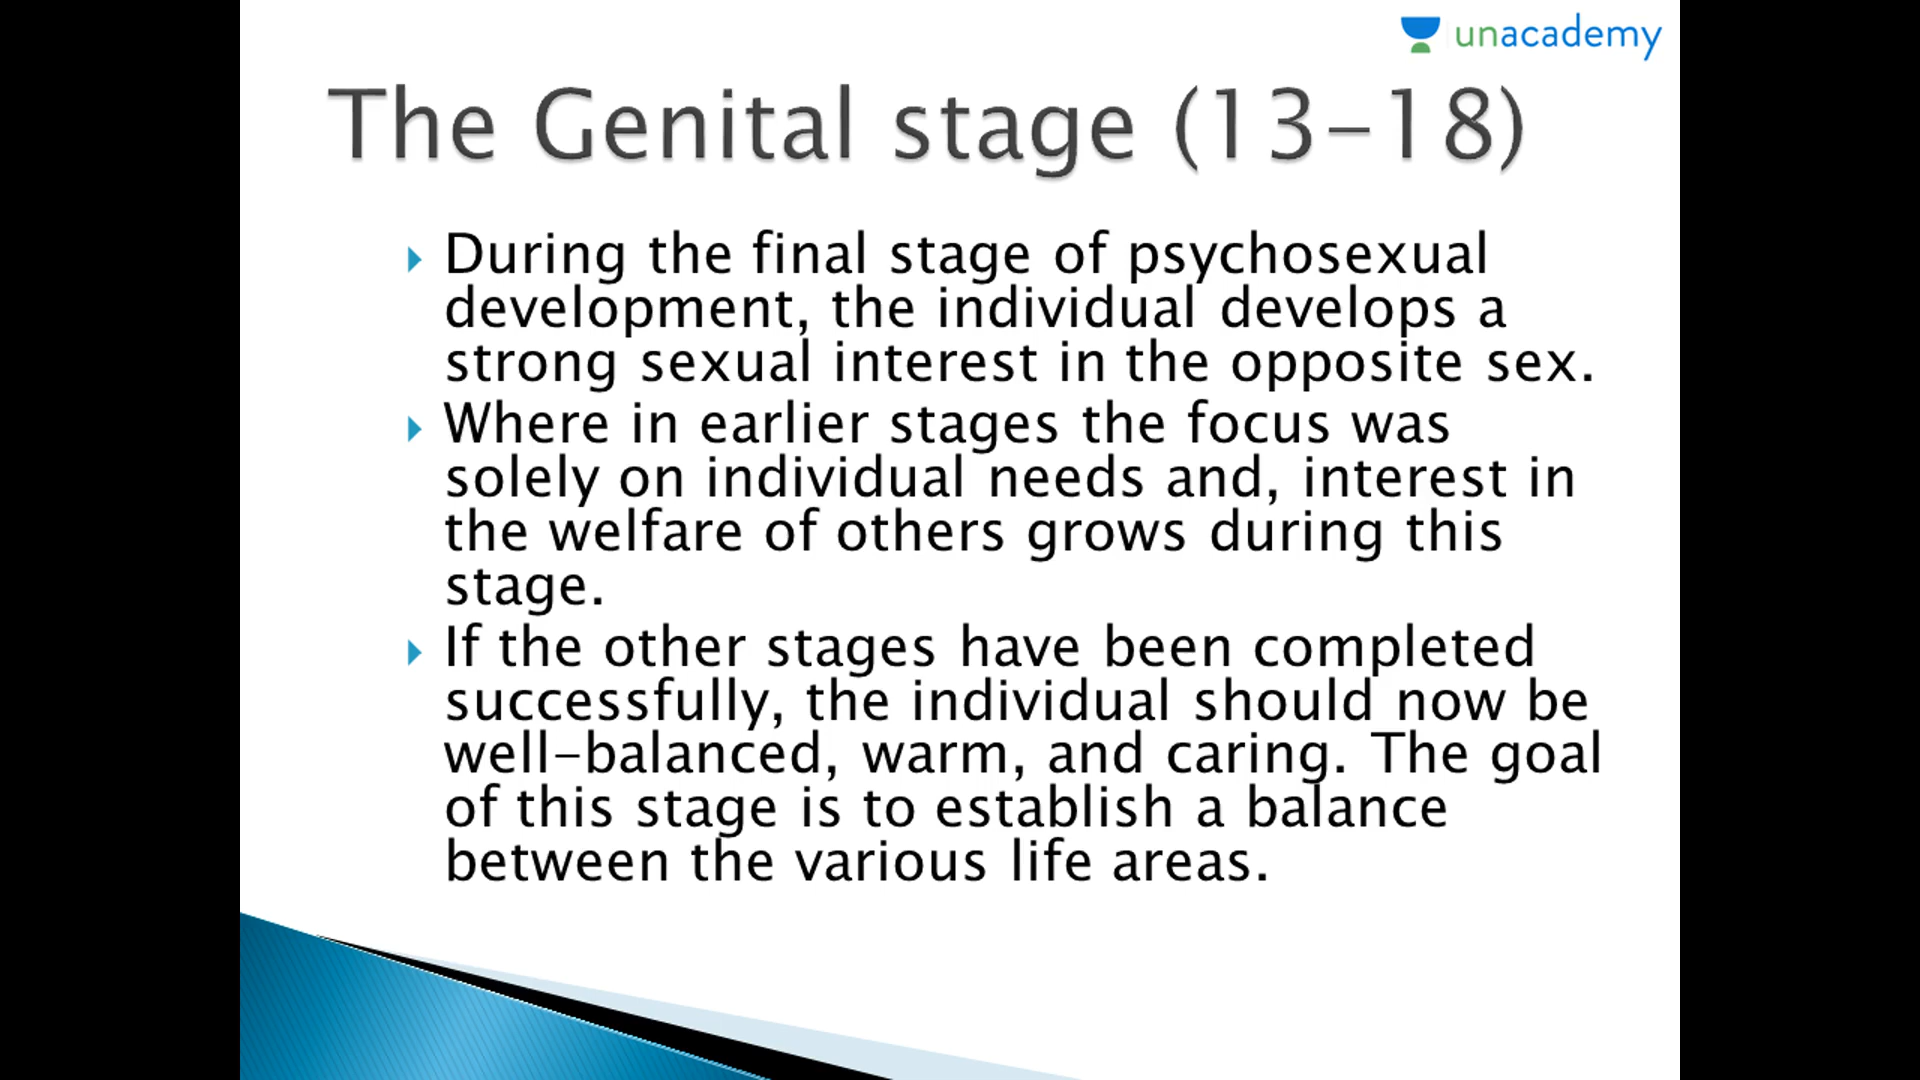 unacademy
The Genital stage (13-18)
During the final stage of psychosexual
development, the individual develops a
strong sexual interest in the opposite sex.
Where in earlier stages the focus was
solely on individual needs and, interest in
the welfare of others grows during this
stage.
If the other stages have been completed
successfully, the individual should now be
well-balanced, warm, and caring. The goal
of this stage is to establish a balance
between the various life areas.